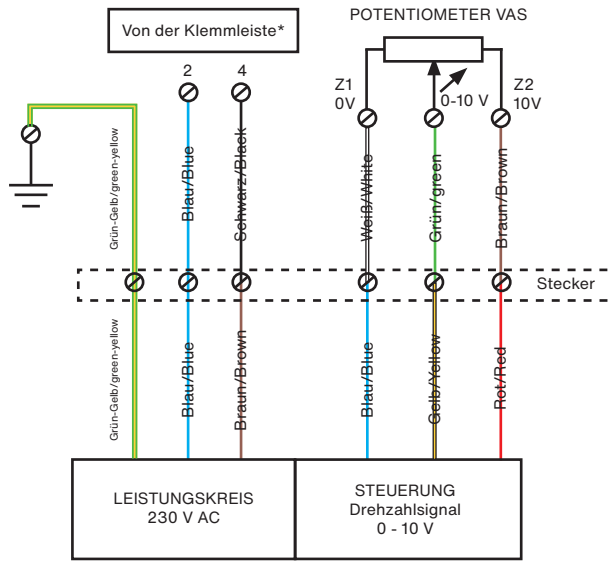 POTENTIOMETER VAS
Von der Klemmleiste*
2
4
Z1
0V
0-10 V
Z2
10V
Grün-Gelb/green-yellow
Blau/Blue
Schwarz/Black
Weiß/White
Grün/green
Braun/Brown
Stecker
Grün-Gelb/green-yellow
Blau/Blue
Braun/Brown
Blau/Blue
Gelb/Yellow
Rot/Red
LEISTUNGSKREIS
230 V AC
STEUERUNG
Drehzahlsignal
0 - 10 V